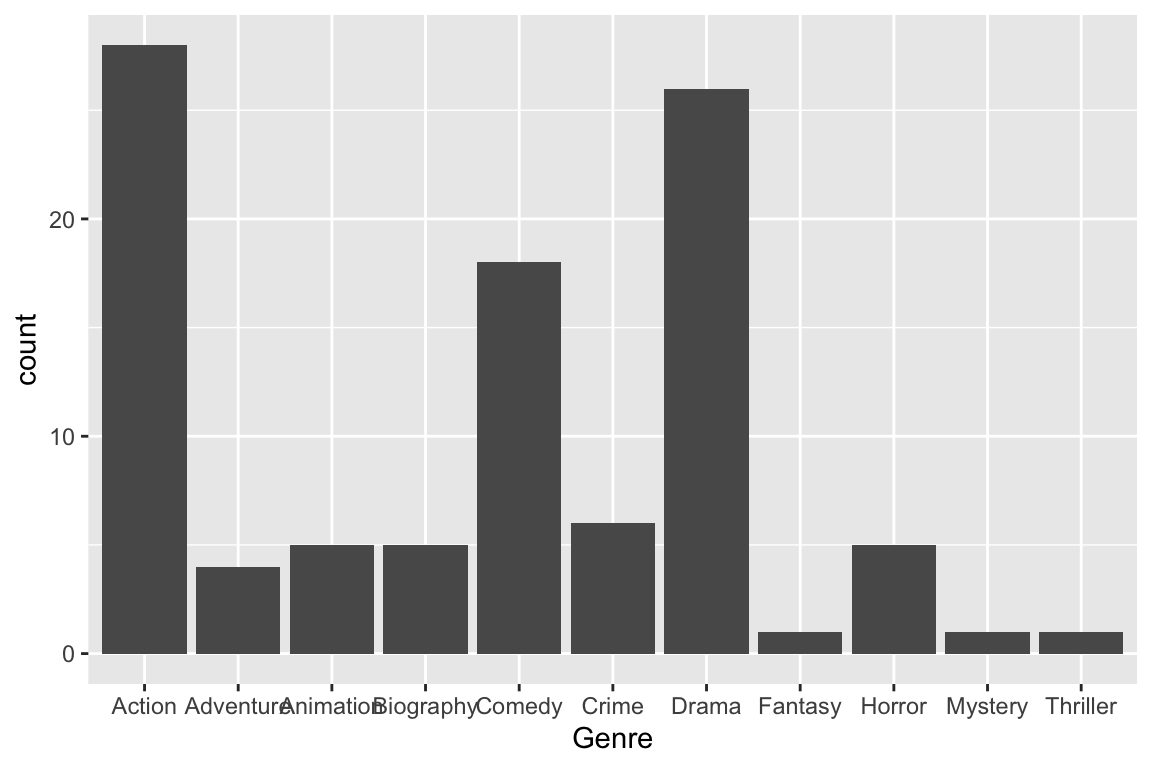 20
10
0
count
Action Adventure Animation Biography Comedy Crime Drama Fantasy Horror Mystery Thriller
Genre